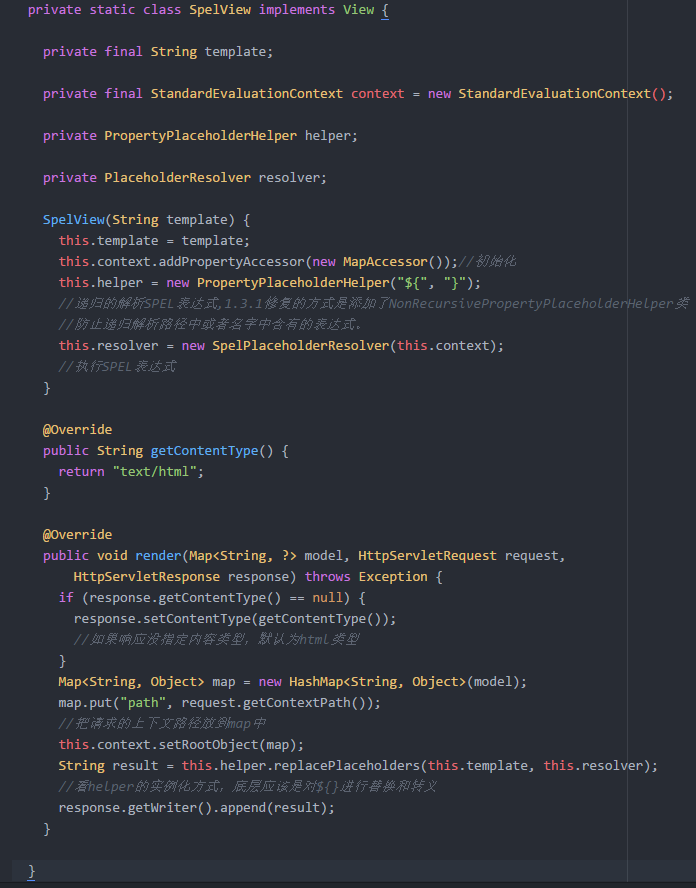 private static class SpelView implements View {
private final String template;
private final StandardEvaluationContext context = new StandardEvaluationContext();
private PropertyPlaceholderHelper helper;
private PlaceholderResolver resolver;
SpelView(String template) {
this.template = template;
this.context.addPropertyAccessor(new MapAccessor());//初始化
this.helper = new PropertyPlaceholderHelper("${", "}");
//递归的解析SPEL表达式,1.3.1修复的方式是添加了NonRecursivePropertyPlaceholderHelper类
//防止递归解析路径中或者名字中含有的表达式。
this.resolver = new SpelPlaceholderResolver(this.context);
//执行SPEL表达式
}
@Override
public String getContentType() {
return "text/html";
}
@Override
public void render(Map<String, ?> model, HttpServletRequest request,
HttpServletResponse response) throws Exception {
if (response.getContentType() == null) {
response.setContentType(getContentType());
//如果响应没指定内容类型，默认为html类型
}
Map<String, Object> map = new HashMap<String, Object>(model);
map.put("path", request.getContextPath());
//把请求的上下文路径放到map中
this.context.setRootObject(map);
String result = this.helper.replacePlaceholders(this.template, this.resolver);
//看helper的实例化方式，底层应该是对${}进行替换和转义
response.getWriter().append(result);
}
}